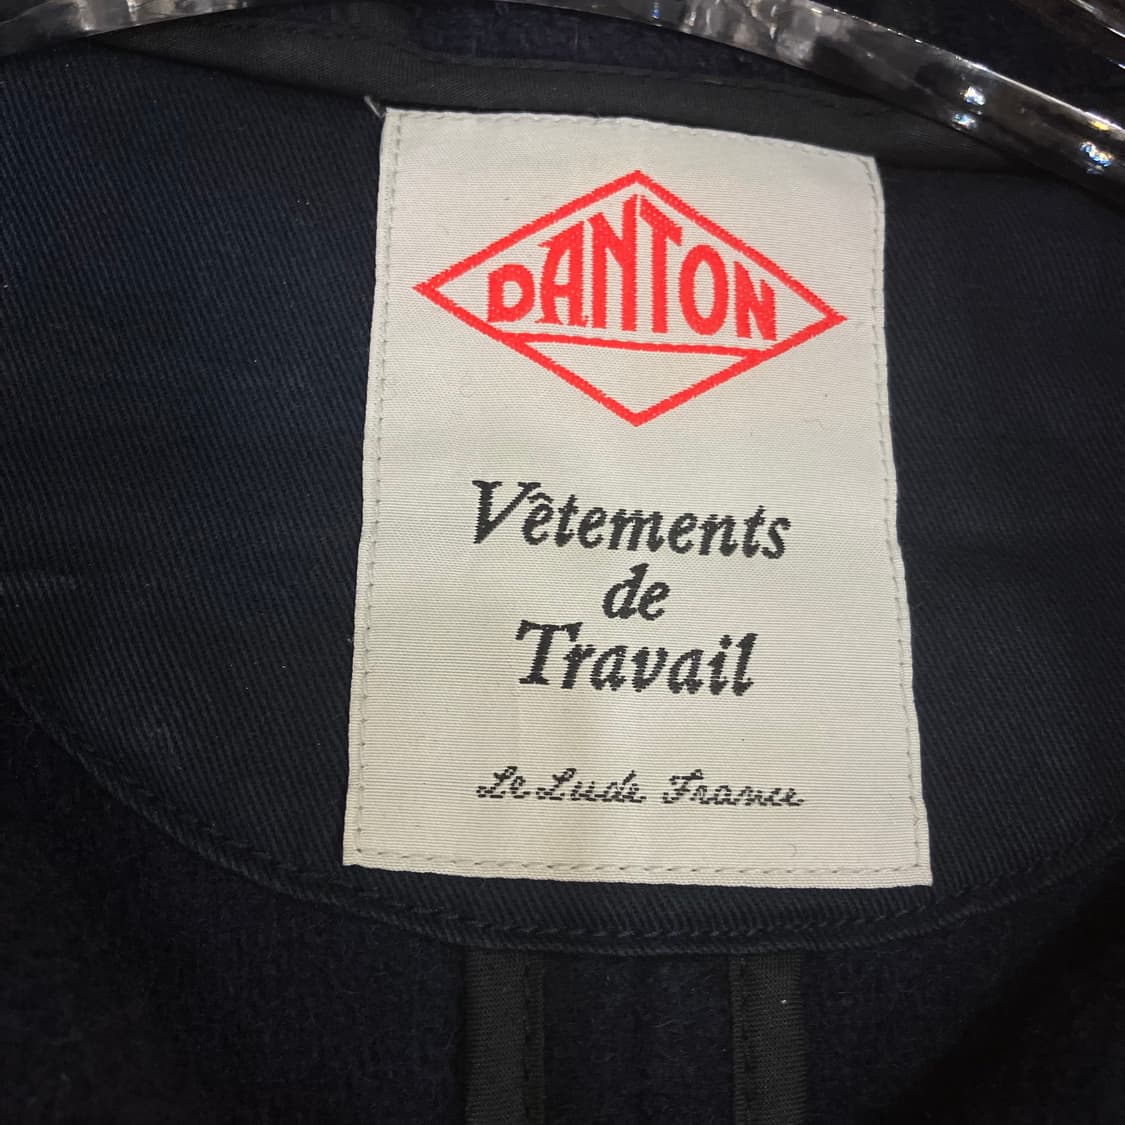 DANTON
Vêtements
de
Travail
Le Lude France